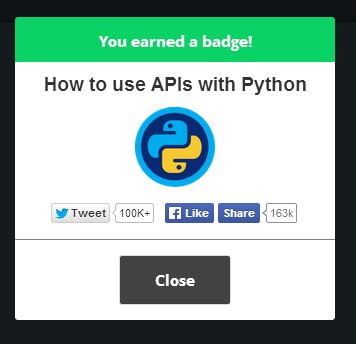 You earned a badge!
How to use APIs with Python
Tweet 100K+ Like Share 163k
Close